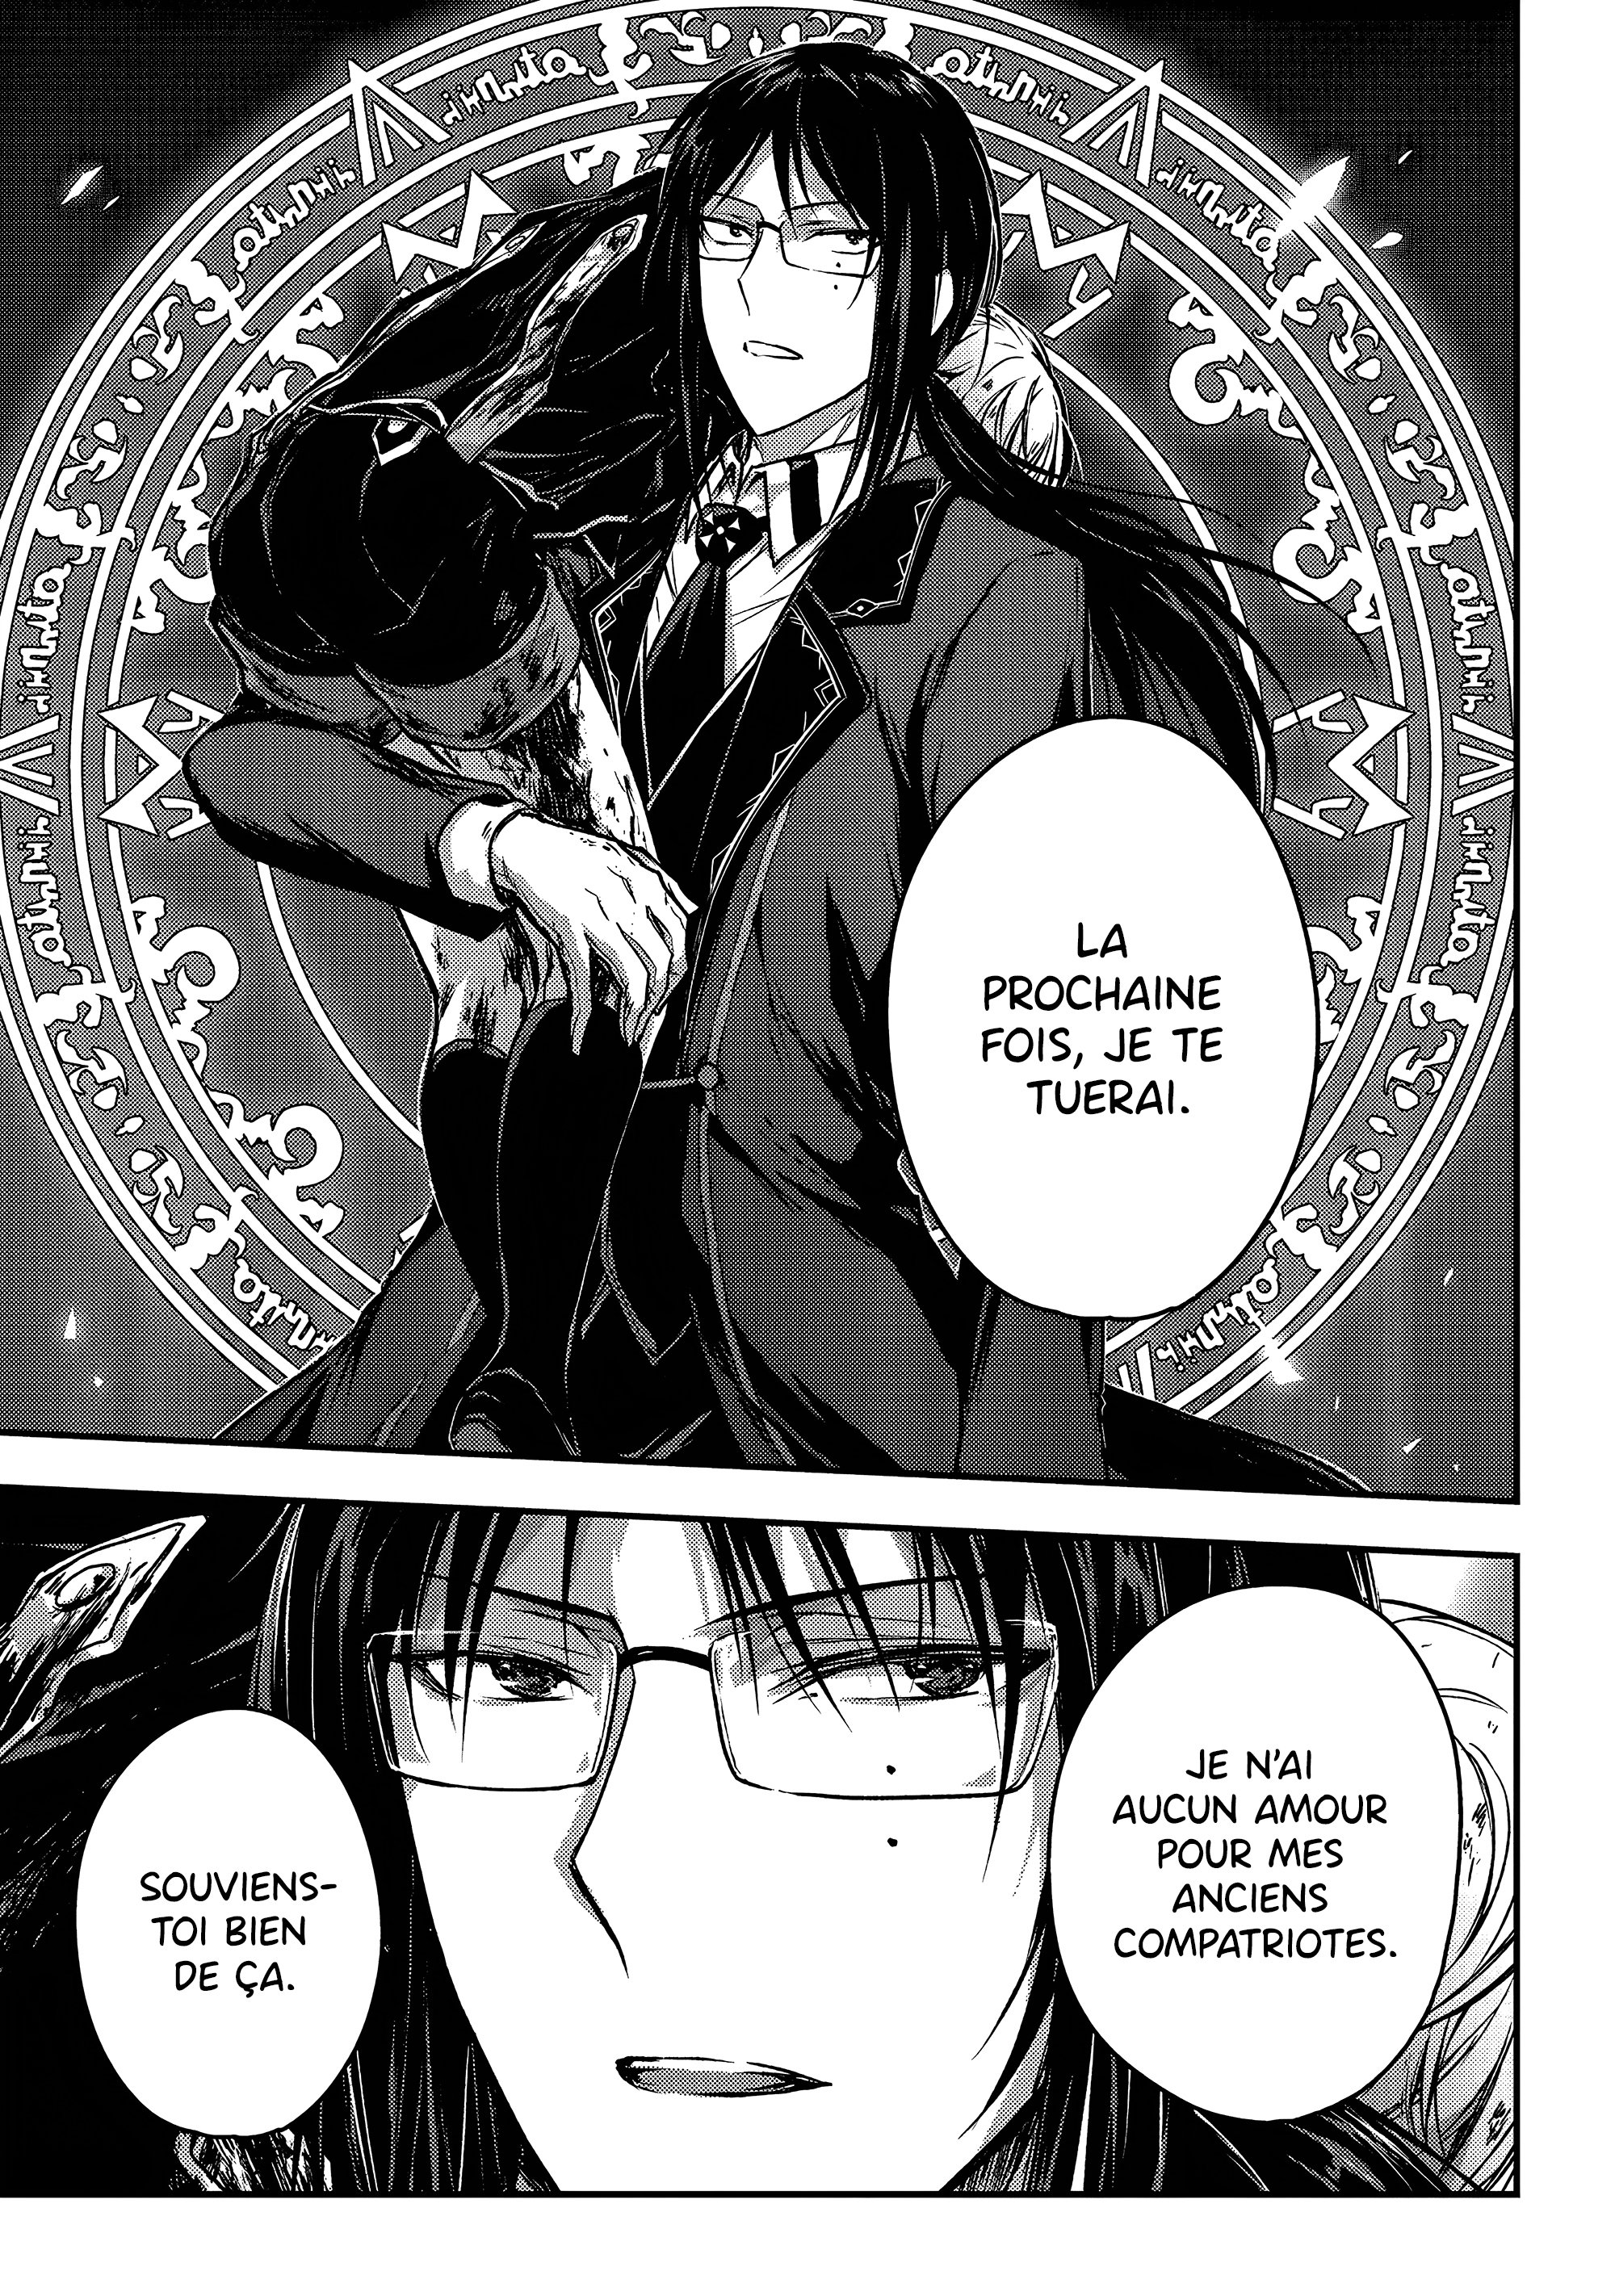 LA
PROCHAINE
FOIS, JE TE
TUERAI.
JE N'AI
AUCUN AMOUR
POUR MES
ANCIENS
COMPATRIOTES.
SOUVIENS-
TOI BIEN
DE ÇA.